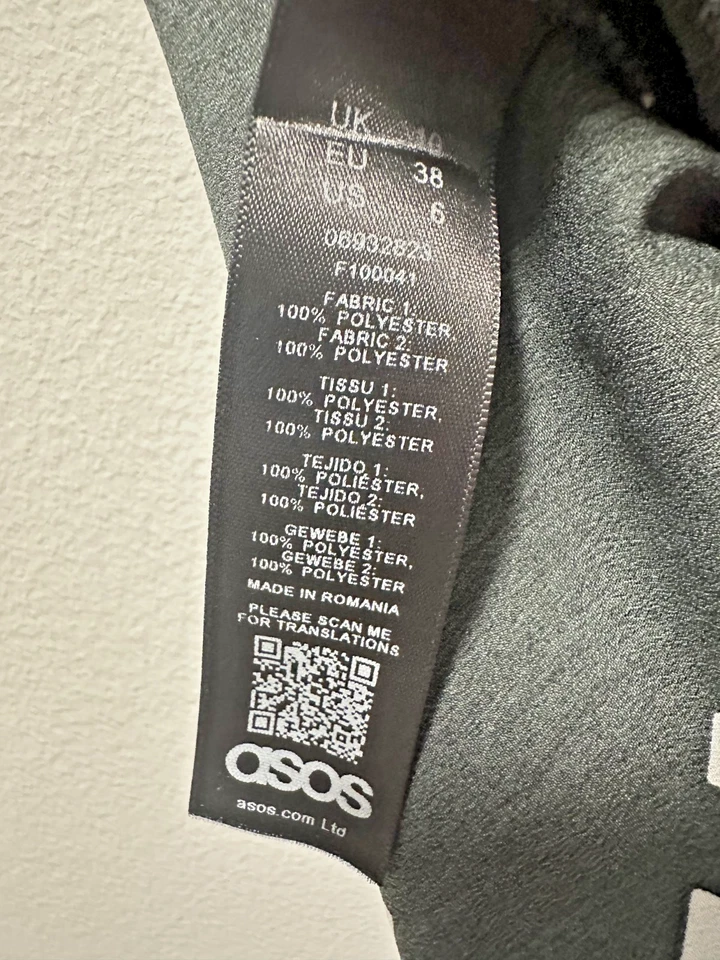 UK 10
EU 38
US 6
06932823
F100041
FABRIC 1:
100% POLYESTER
FABRIC 2:
100% POLYESTER
TISSU 1:
100% POLYESTER,
TISSU 2:
100% POLYESTER
TEJIDO 1:
100% POLIÉSTER,
TEJIDO 2:
100% POLIÉSTER
GEWEBE 1:
100% POLYESTER,
GEWEBE 2:
100% POLYESTER
MADE IN ROMANIA
PLEASE SCAN ME
FOR TRANSLATIONS
asos
asos.com Ltd